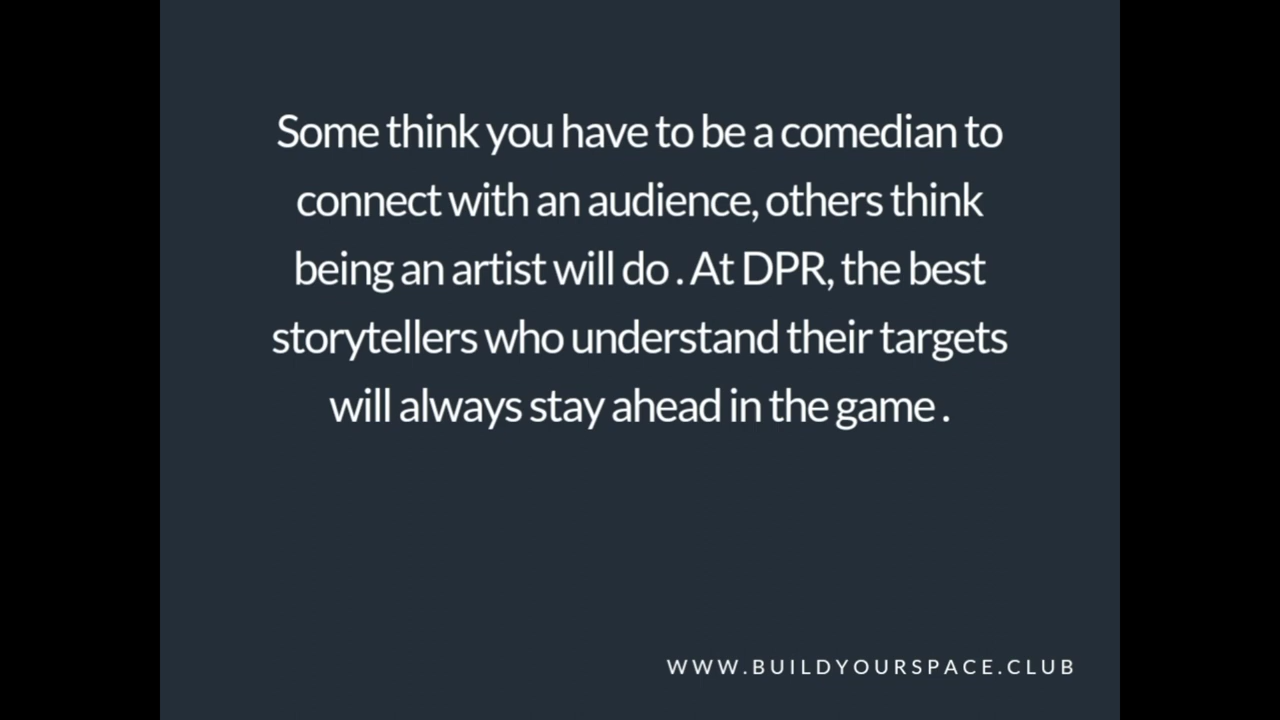 Some think you have to be a comedian to
connect with an audience, others think
being an artist will do . At DPR, the best
storytellers who understand their targets
will always stay ahead in the game .
WWW.BUILDYOURSPACE.CLUB